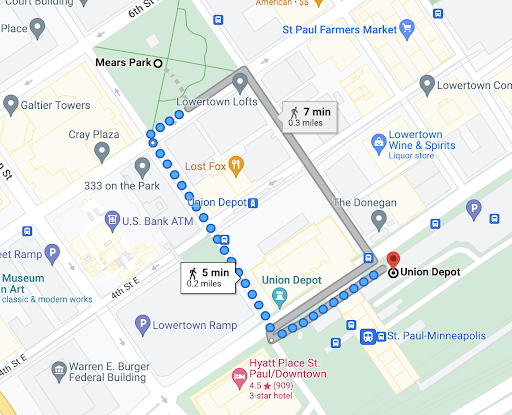 Court Building
6th St E
American • $$
Place
St Paul Farmers Market
Mears Park
Galtier Towers
Lowertown Lofts
Lowertown Com
7 min
0.3 miles
Cray Plaza
Lowertown
Wine & Spirits
Liquor store
Lost Fox
333 on the Park
Union Depot
The Donegan
U.S. Bank ATM
eet Ramp
Museum
n Art
classic & modern works
4th St E
5 min
0.2 miles
Union Depot
Union Depot
Lowertown Ramp
St. Paul-Minneapolis
4th St E
Warren E. Burger
Federal Building
Hyatt Place St.
Paul/Downtown
4.5 ★ (909)
3-star hotel